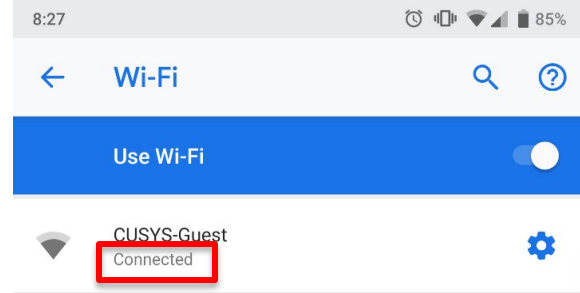 8:27
85%
Wi-Fi
Use Wi-Fi
CUSYS-Guest
Connected